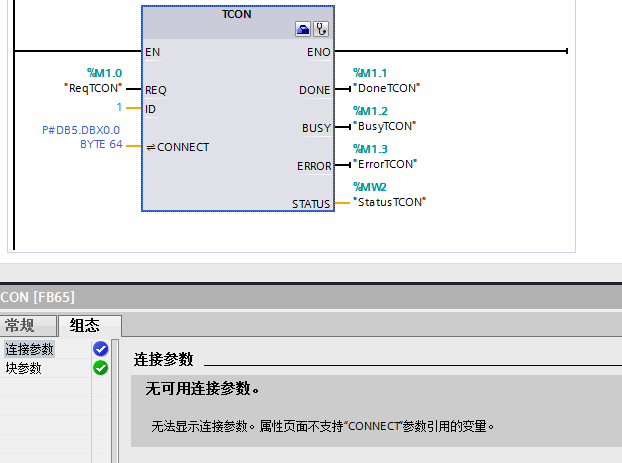 TCON
EN ENO
%M1.0 %M1.1
"ReqTCON" REQ DONE "DoneTCON"
1 ID
%M1.2
P#DB5.DBX0.0 BUSY "BusyTCON"
BYTE 64 CONNECT
%M1.3
ERROR "ErrorTCON"
%MW2
STATUS "StatusTCON"
CON [FB65]
常规 组态
连接参数
块参数
连接参数
无可用连接参数。
无法显示连接参数。属性页面不支持"CONNECT"参数引用的变量。